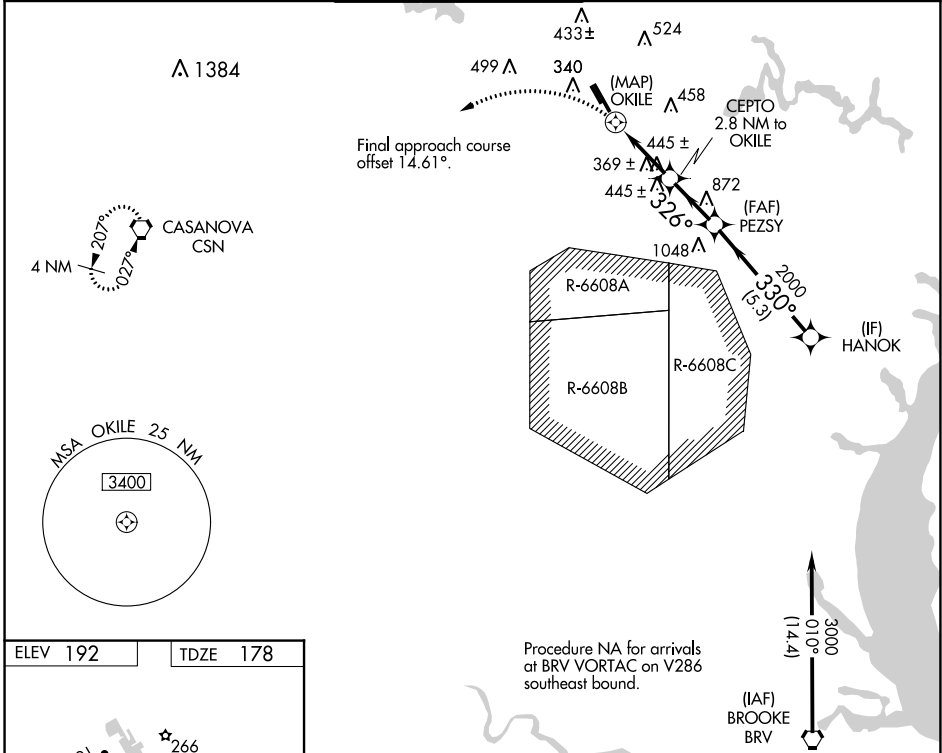 433±
524
1384
499
340
(MAP)
OKILE
458
CEPTO
2.8 NM to
OKILE
Final approach course
offset 14.61°.
445 ±
369 ±
445 ±
872
326°
(FAF)
PEZSY
1048
CASANOVA
CSN
207°
027°
4 NM
2000
330°
(5.3)
(IF)
HANOK
R-6608A
R-6608B
R-6608C
MSA OKILE 25 NM
3400
3000
010°
(14.4)
Procedure NA for arrivals
at BRV VORTAC on V286
southeast bound.
(IAF)
BROOKE
BRV
ELEV 192
TDZE 178
266